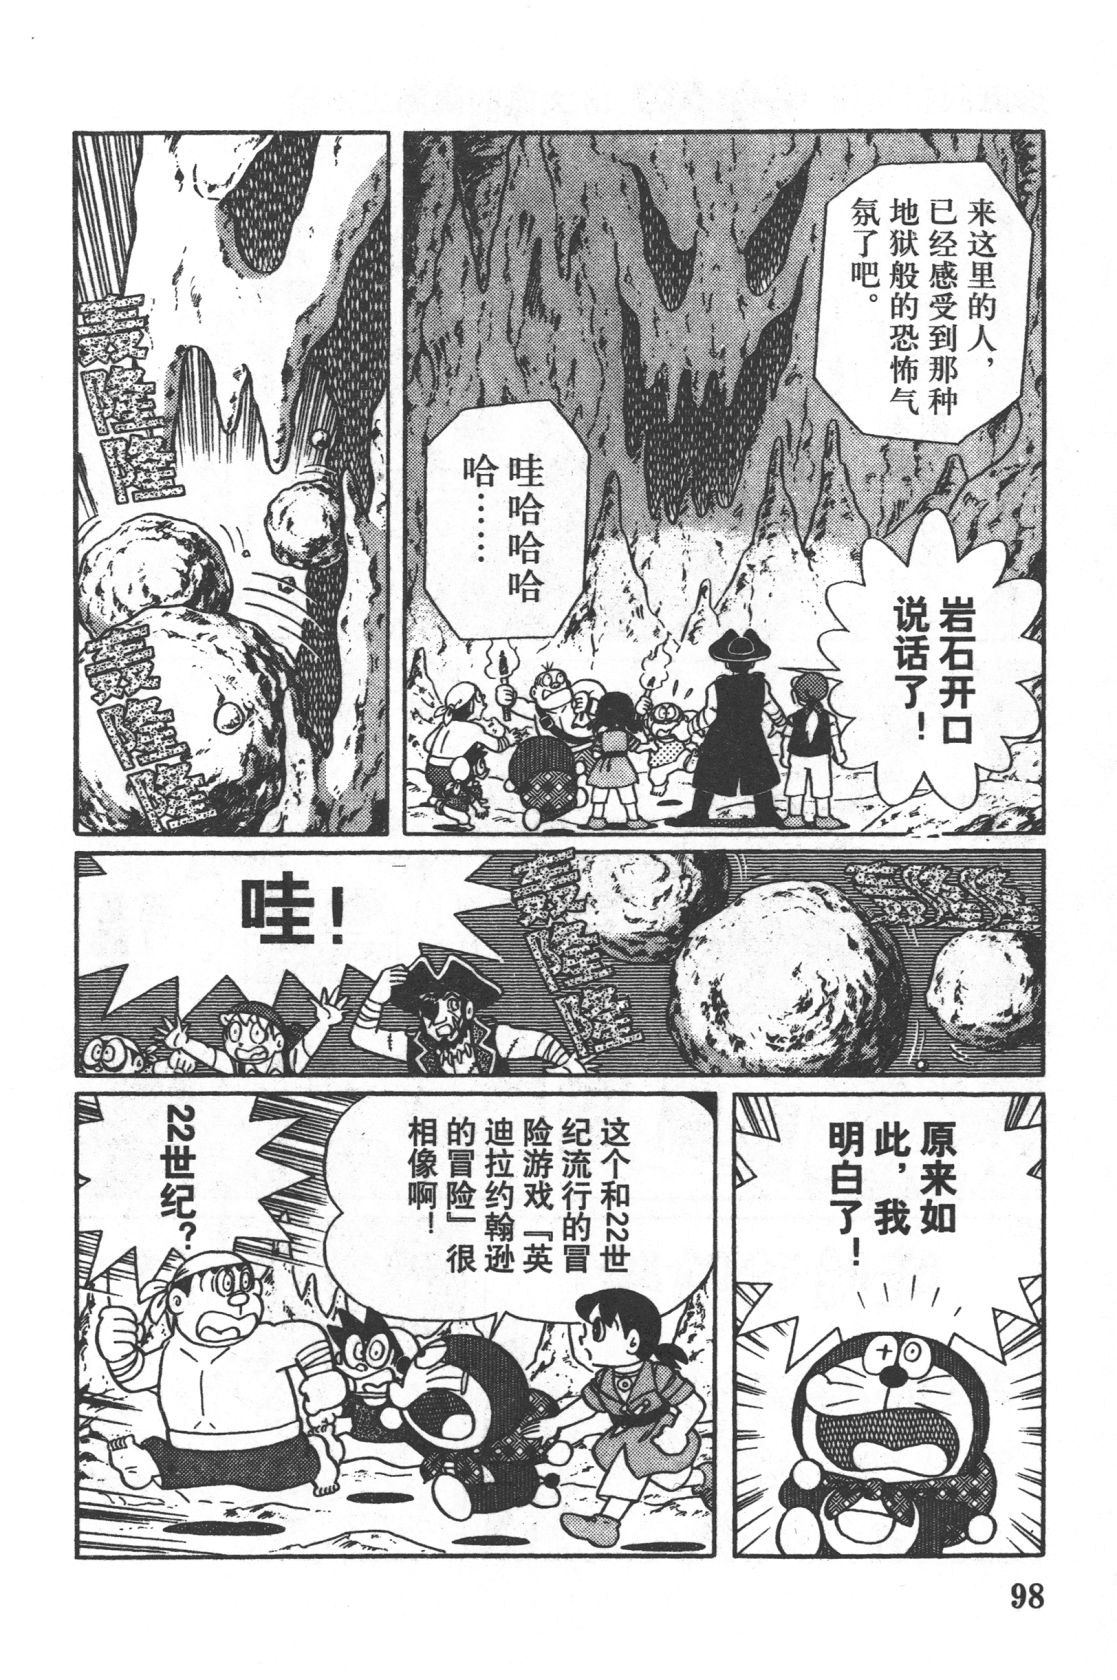 来这里的人，
已经感受到那种
地狱般的恐怖气
氛了吧。
哇哈哈哈
哈……
岩石开口
说话了！
轰隆隆
轰隆隆
轰隆隆
轰轰轰
哇！
原来如
此，我
明白了！
这个和22世
纪流行的冒
险游戏『英
迪拉约翰逊
的冒险』很
相像啊！
22世纪？
98